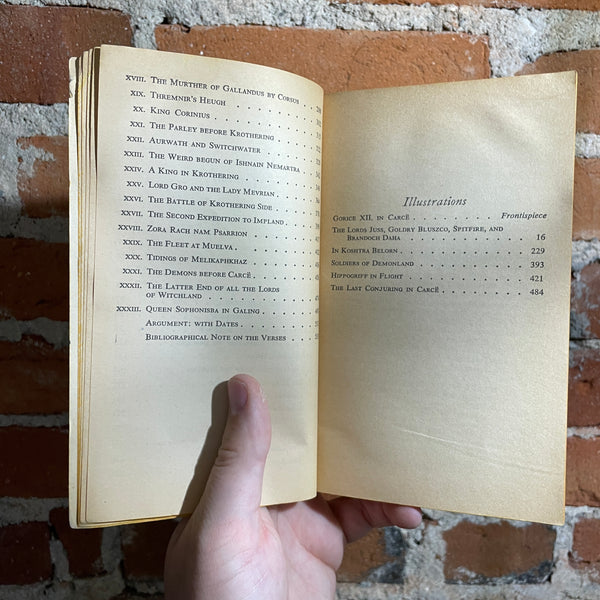 XVIII. THE MURTHER OF GALLANDUS BY CORSUS
XIX. THREMNIR'S HEUGH
XX. KING CORINIUS
XXI. THE PARLEY BEFORE KROTHERING
XXII. AURWATH AND SWITCHWATER
XXIII. THE WEIRD BEGUN OF ISHNAIN NEMARTRA
XXIV. A KING IN KROTHERING
XXV. LORD GRO AND THE LADY MEVRIAN
XXVI. THE BATTLE OF KROTHERING SIDE
XXVII. THE SECOND EXPEDITION TO IMPLAND
XXVIII. ZORA RACH NAM PSARRION
XXIX. THE FLEET AT MUELVA
XXX. TIDINGS OF MELIKAPHKHAZ
XXXI. THE DEMONS BEFORE CARCË
XXXII. THE LATTER END OF ALL THE LORDS
OF WITCHLAND
XXXIII. QUEEN SOPHONISBA IN GALING
ARGUMENT: WITH DATES
BIBLIOGRAPHICAL NOTE ON THE VERSES
Illustrations
GORICE XII. IN CARCË Frontispiece
THE LORDS JUSS, GOLDRY BLUSZCO, SPITFIRE, AND
BRANDOCH DAHA 16
IN KOSHTRA BELORN 229
SOLDIERS OF DEMONLAND 393
HIPPOGRIFF IN FLIGHT 421
THE LAST CONJURING IN CARCË 484